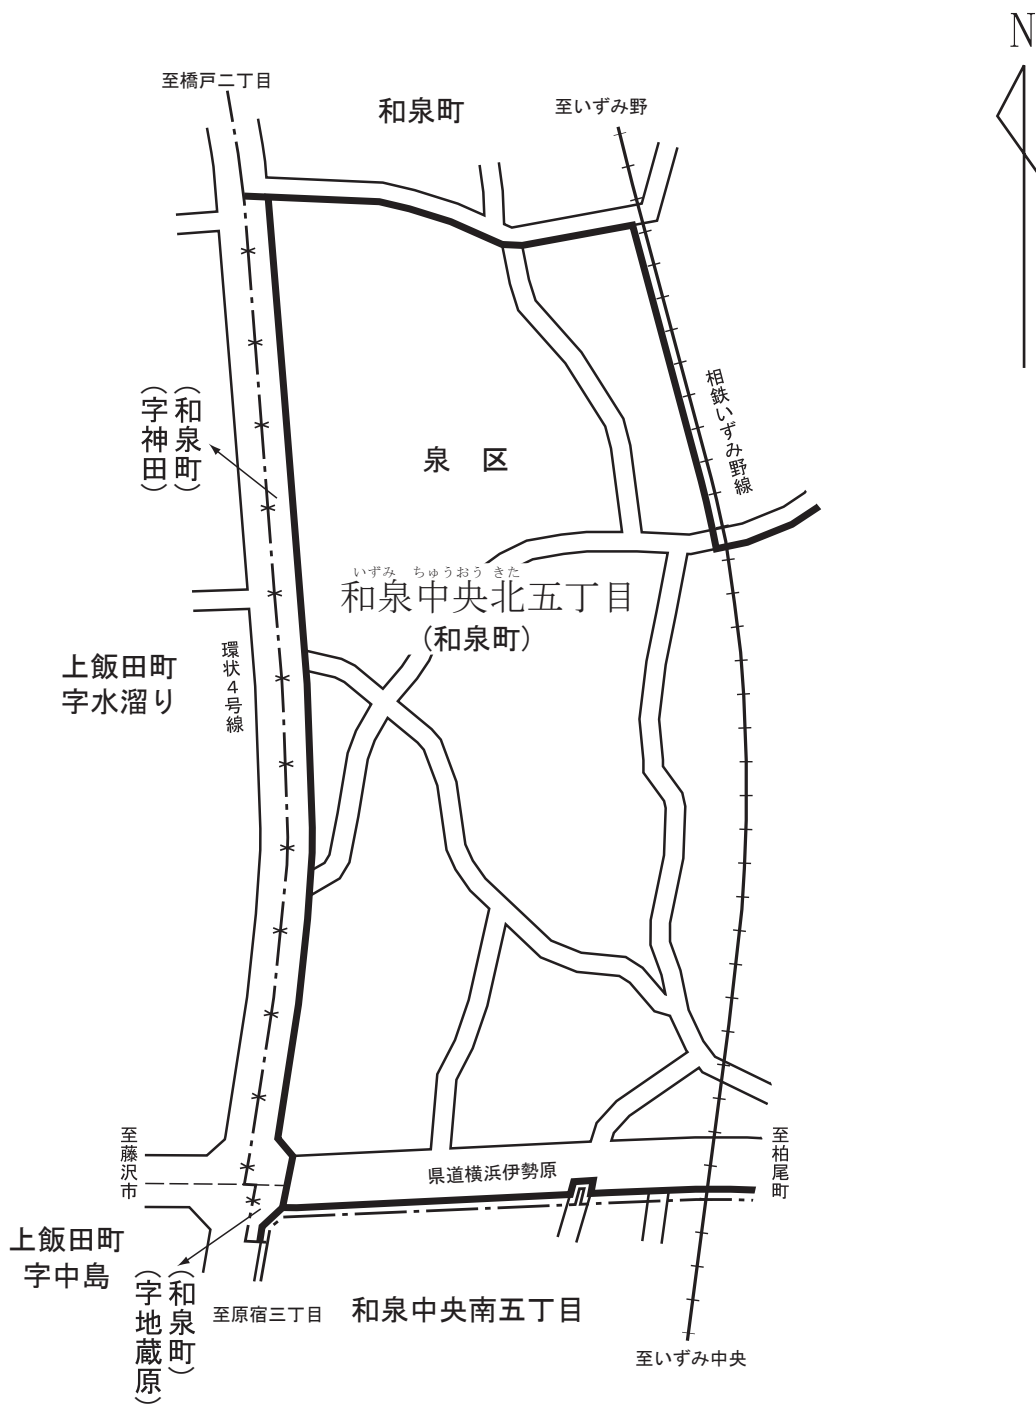 N
至橋戸二丁目
和泉町
至いずみ野
相鉄いずみ野線
（和泉町）
（字神田）
泉 区
いずみ ちゅうおう きた
和泉中央北五丁目
（和泉町）
上飯田町
字水溜り
環状４号線
至藤沢市
県道横浜伊勢原
至柏尾町
上飯田町
字中島
（和泉町）
（字地蔵原）
至原宿三丁目
和泉中央南五丁目
至いずみ中央